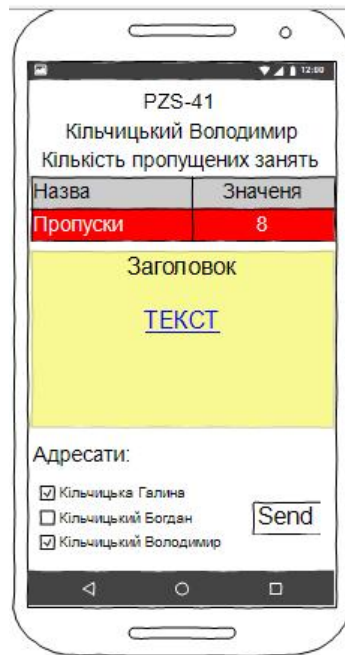 12:00
PZS-41
Кільчицький Володимир
Кількість пропущених занять
Назва Значеня
Пропуски 8
Заголовок
ТЕКСТ
Адресати:
Кільчицька Галина
Кільчицький Богдан
Send
Кільчицький Володимир